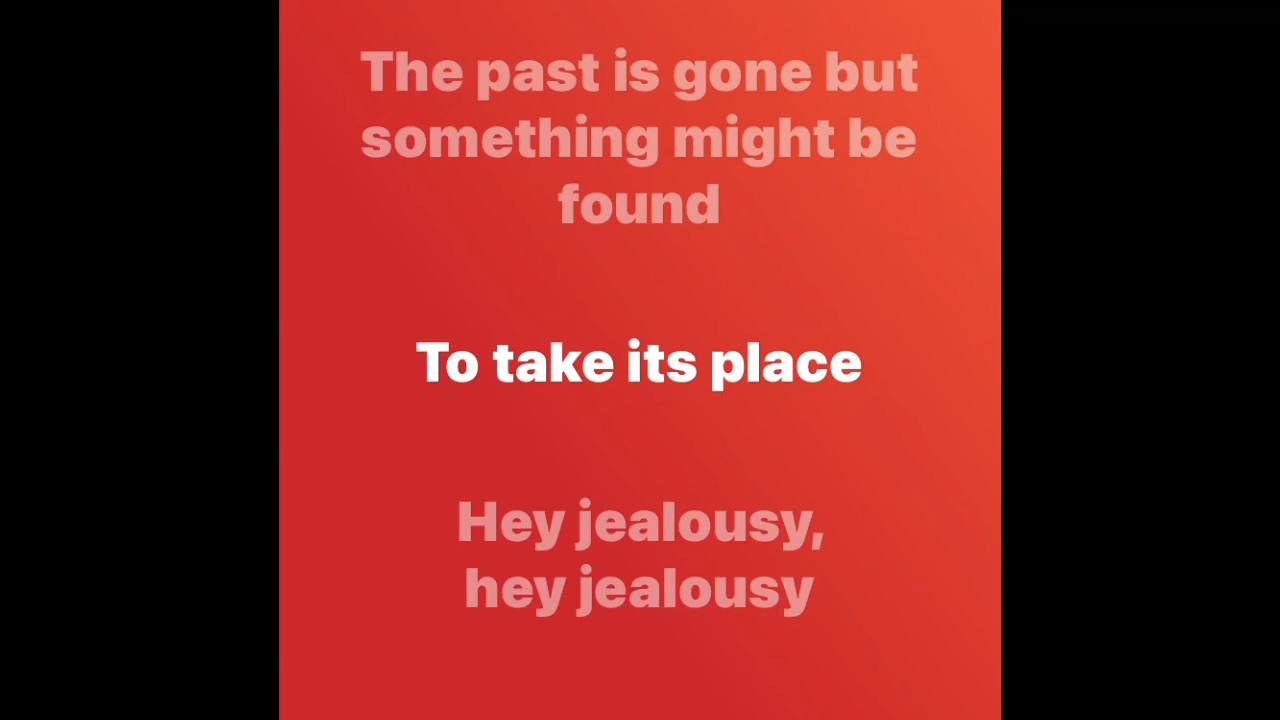 The past is gone but
something might be
found
To take its place
Hey jealousy,
hey jealousy